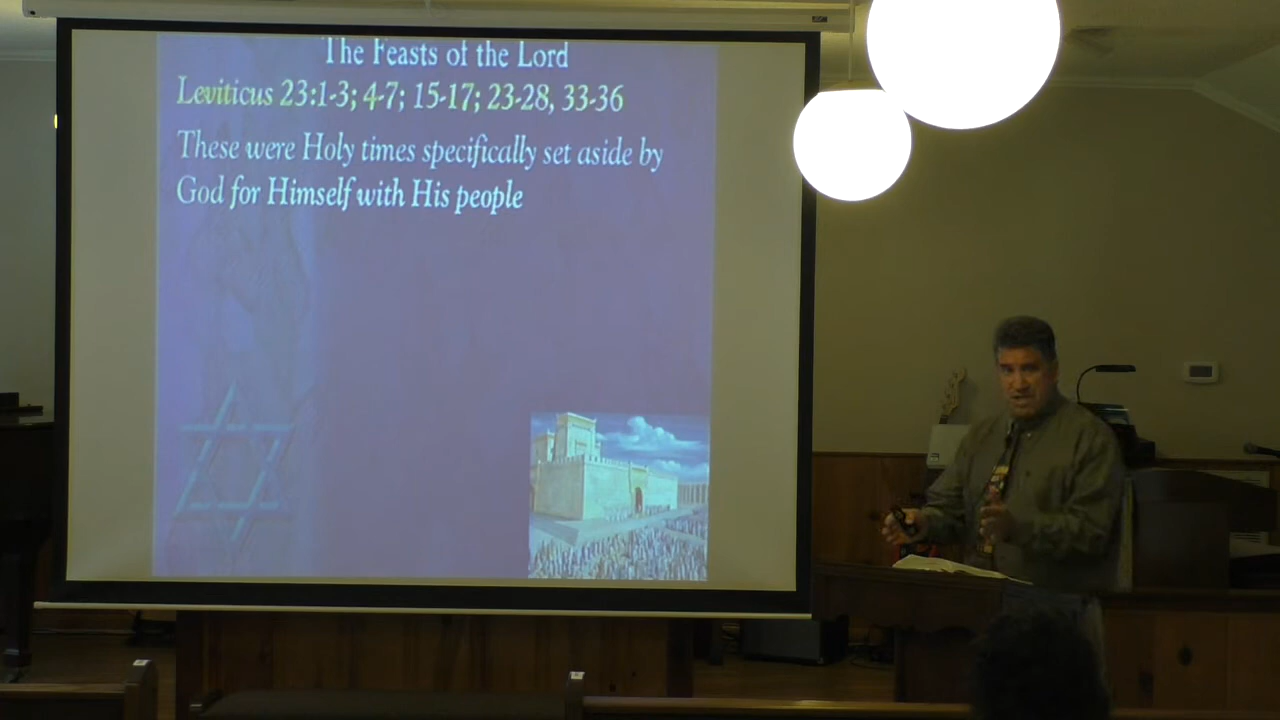 The Feasts of the Lord
Leviticus 23:1-3; 4-7; 15-17; 23-28, 33-36
These were Holy times specifically set aside by
God for Himself with His people